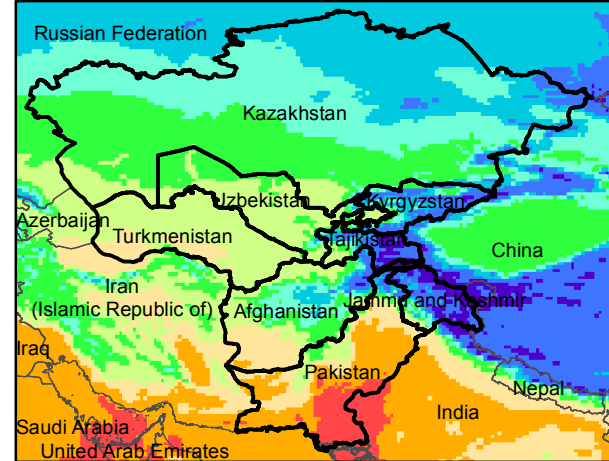 Russian Federation
Kazakhstan
Uzbekistan
Kyrgyzstan
Azerbaijan
Turkmenistan
Tajikistan
China
Iran
(Islamic Republic of)
Afghanistan
Jammu and Kashmir
Iraq
Pakistan
Nepal
India
Saudi Arabia
United Arab Emirates